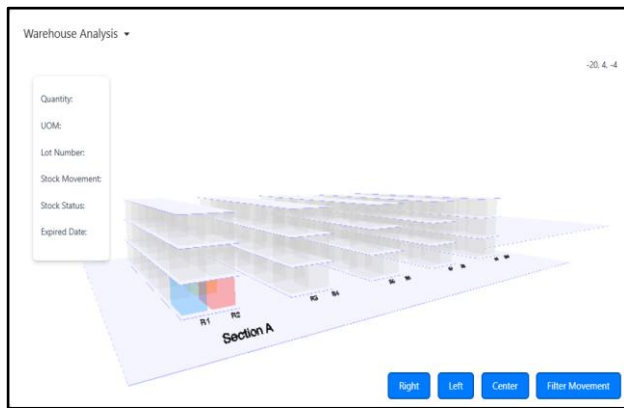 Warehouse Analysis
-20, 4, -4
Quantity:
UOM:
Lot Number:
Stock Movement:
Stock Status:
Expired Date:
R1 R2
R3 R4
Section A
Right
Left
Center
Filter Movement